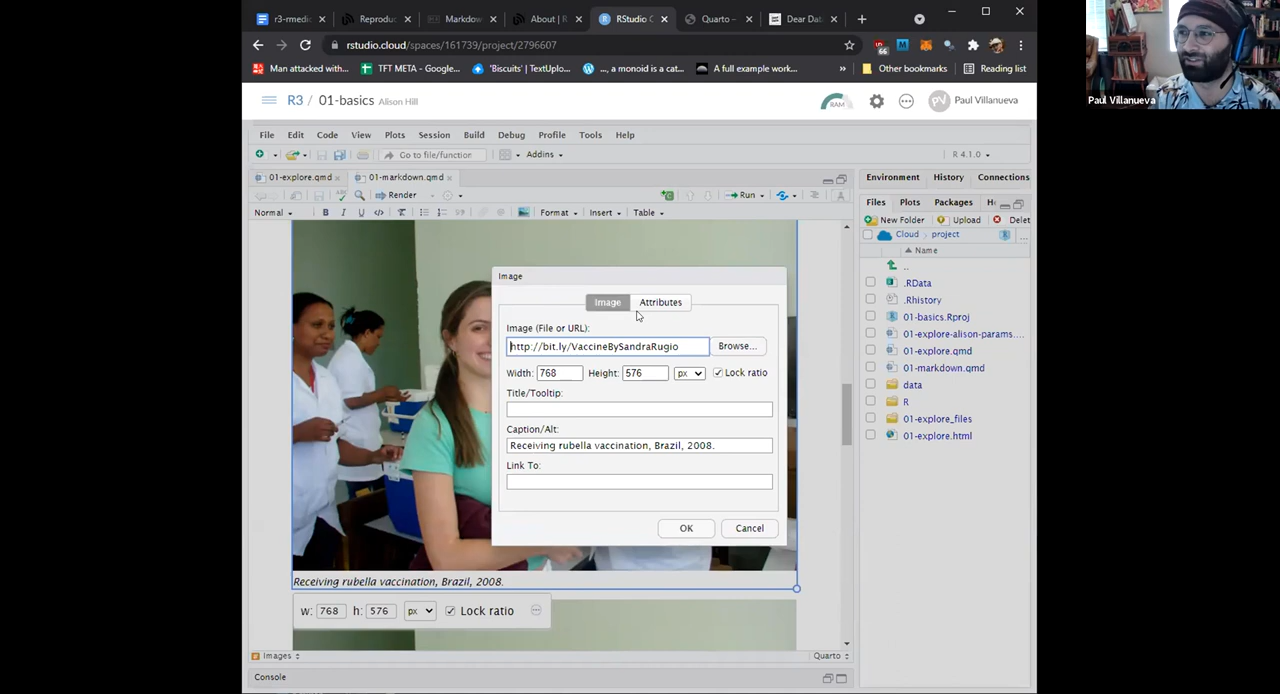 r3-medic
Reproduc
Markdow
About | R
RStudio C
Quarto –
Dear Dat
rstudio.cloud/spaces/161739/project/2796607
66
Man attacked with...
TFT META - Google...
'Biscuits' | TextUplo...
..., a monoid is a cat...
A full example work...
»
Other bookmarks
Reading list
Paul Villanueva
R3 / 01-basics Alison Hill
RAM
PV Paul Villanueva
File Edit Code View Plots Session Build Debug Profile Tools Help
Go to file/function
Addins
R 4.1.0
01-explore.qmd
01-markdown.qmd
Render
Run
Normal
B I U </>
Format
Insert
Table
Image
Image Attributes
Image (File or URL):
http://bit.ly/VaccineBySandraRugio
Browse...
Width: 768 Height: 576 px Lock ratio
Title/Tooltip:
Caption/Alt:
Receiving rubella vaccination, Brazil, 2008.
Link To:
OK Cancel
Receiving rubella vaccination, Brazil, 2008.
w: 768 h: 576 px Lock ratio
Images
Quarto
Console
Environment History Connections
Files Plots Packages H
New Folder Upload Delet
Cloud project ...
Name
..
.RData
.Rhistory
01-basics.Rproj
01-explore-alison-params....
01-explore.qmd
01-markdown.qmd
data
R
01-explore_files
01-explore.html